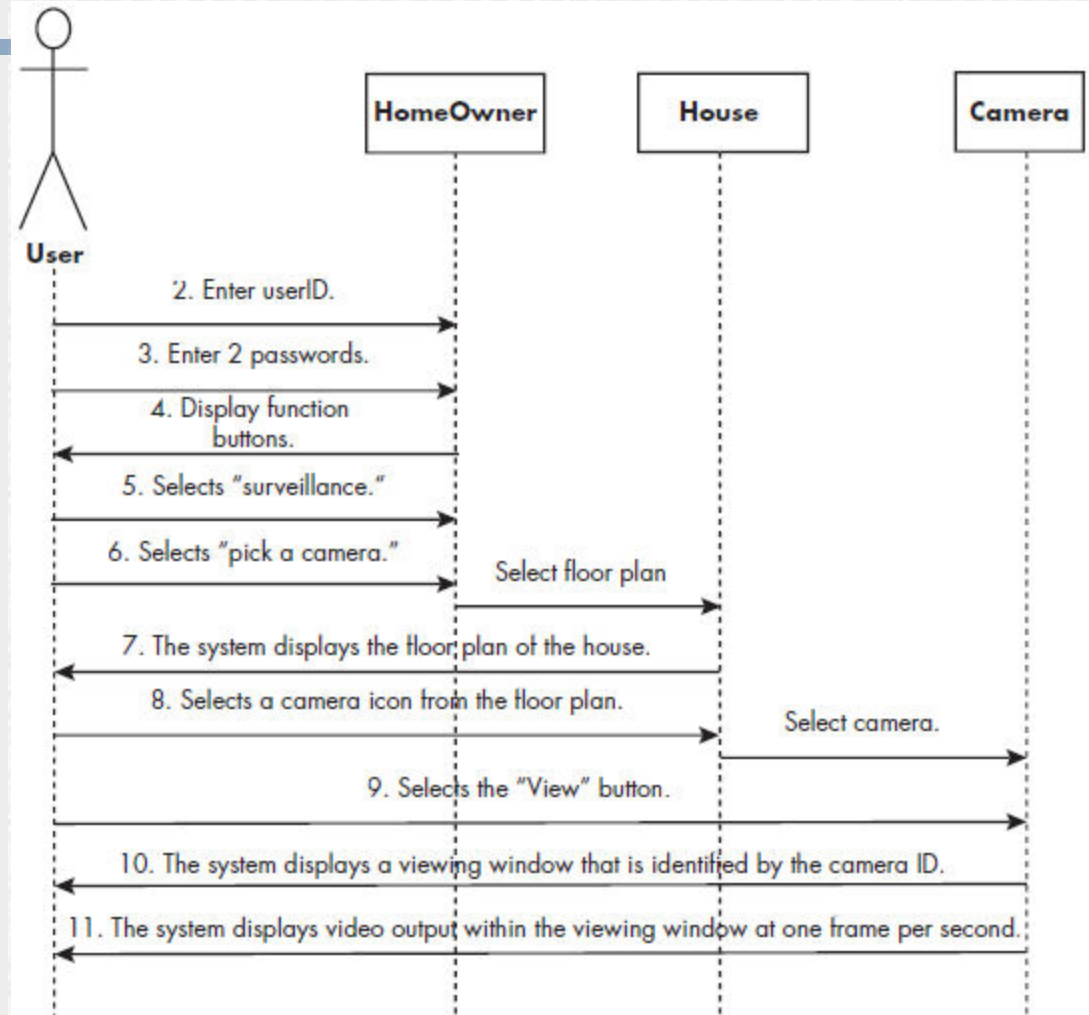 HomeOwner
House
Camera
User
2. Enter userID.
3. Enter 2 passwords.
4. Display function
buttons.
5. Selects "surveillance."
6. Selects "pick a camera."
Select floor plan
7. The system displays the floor plan of the house.
8. Selects a camera icon from the floor plan.
Select camera.
9. Selects the "View" button.
10. The system displays a viewing window that is identified by the camera ID.
11. The system displays video output within the viewing window at one frame per second.